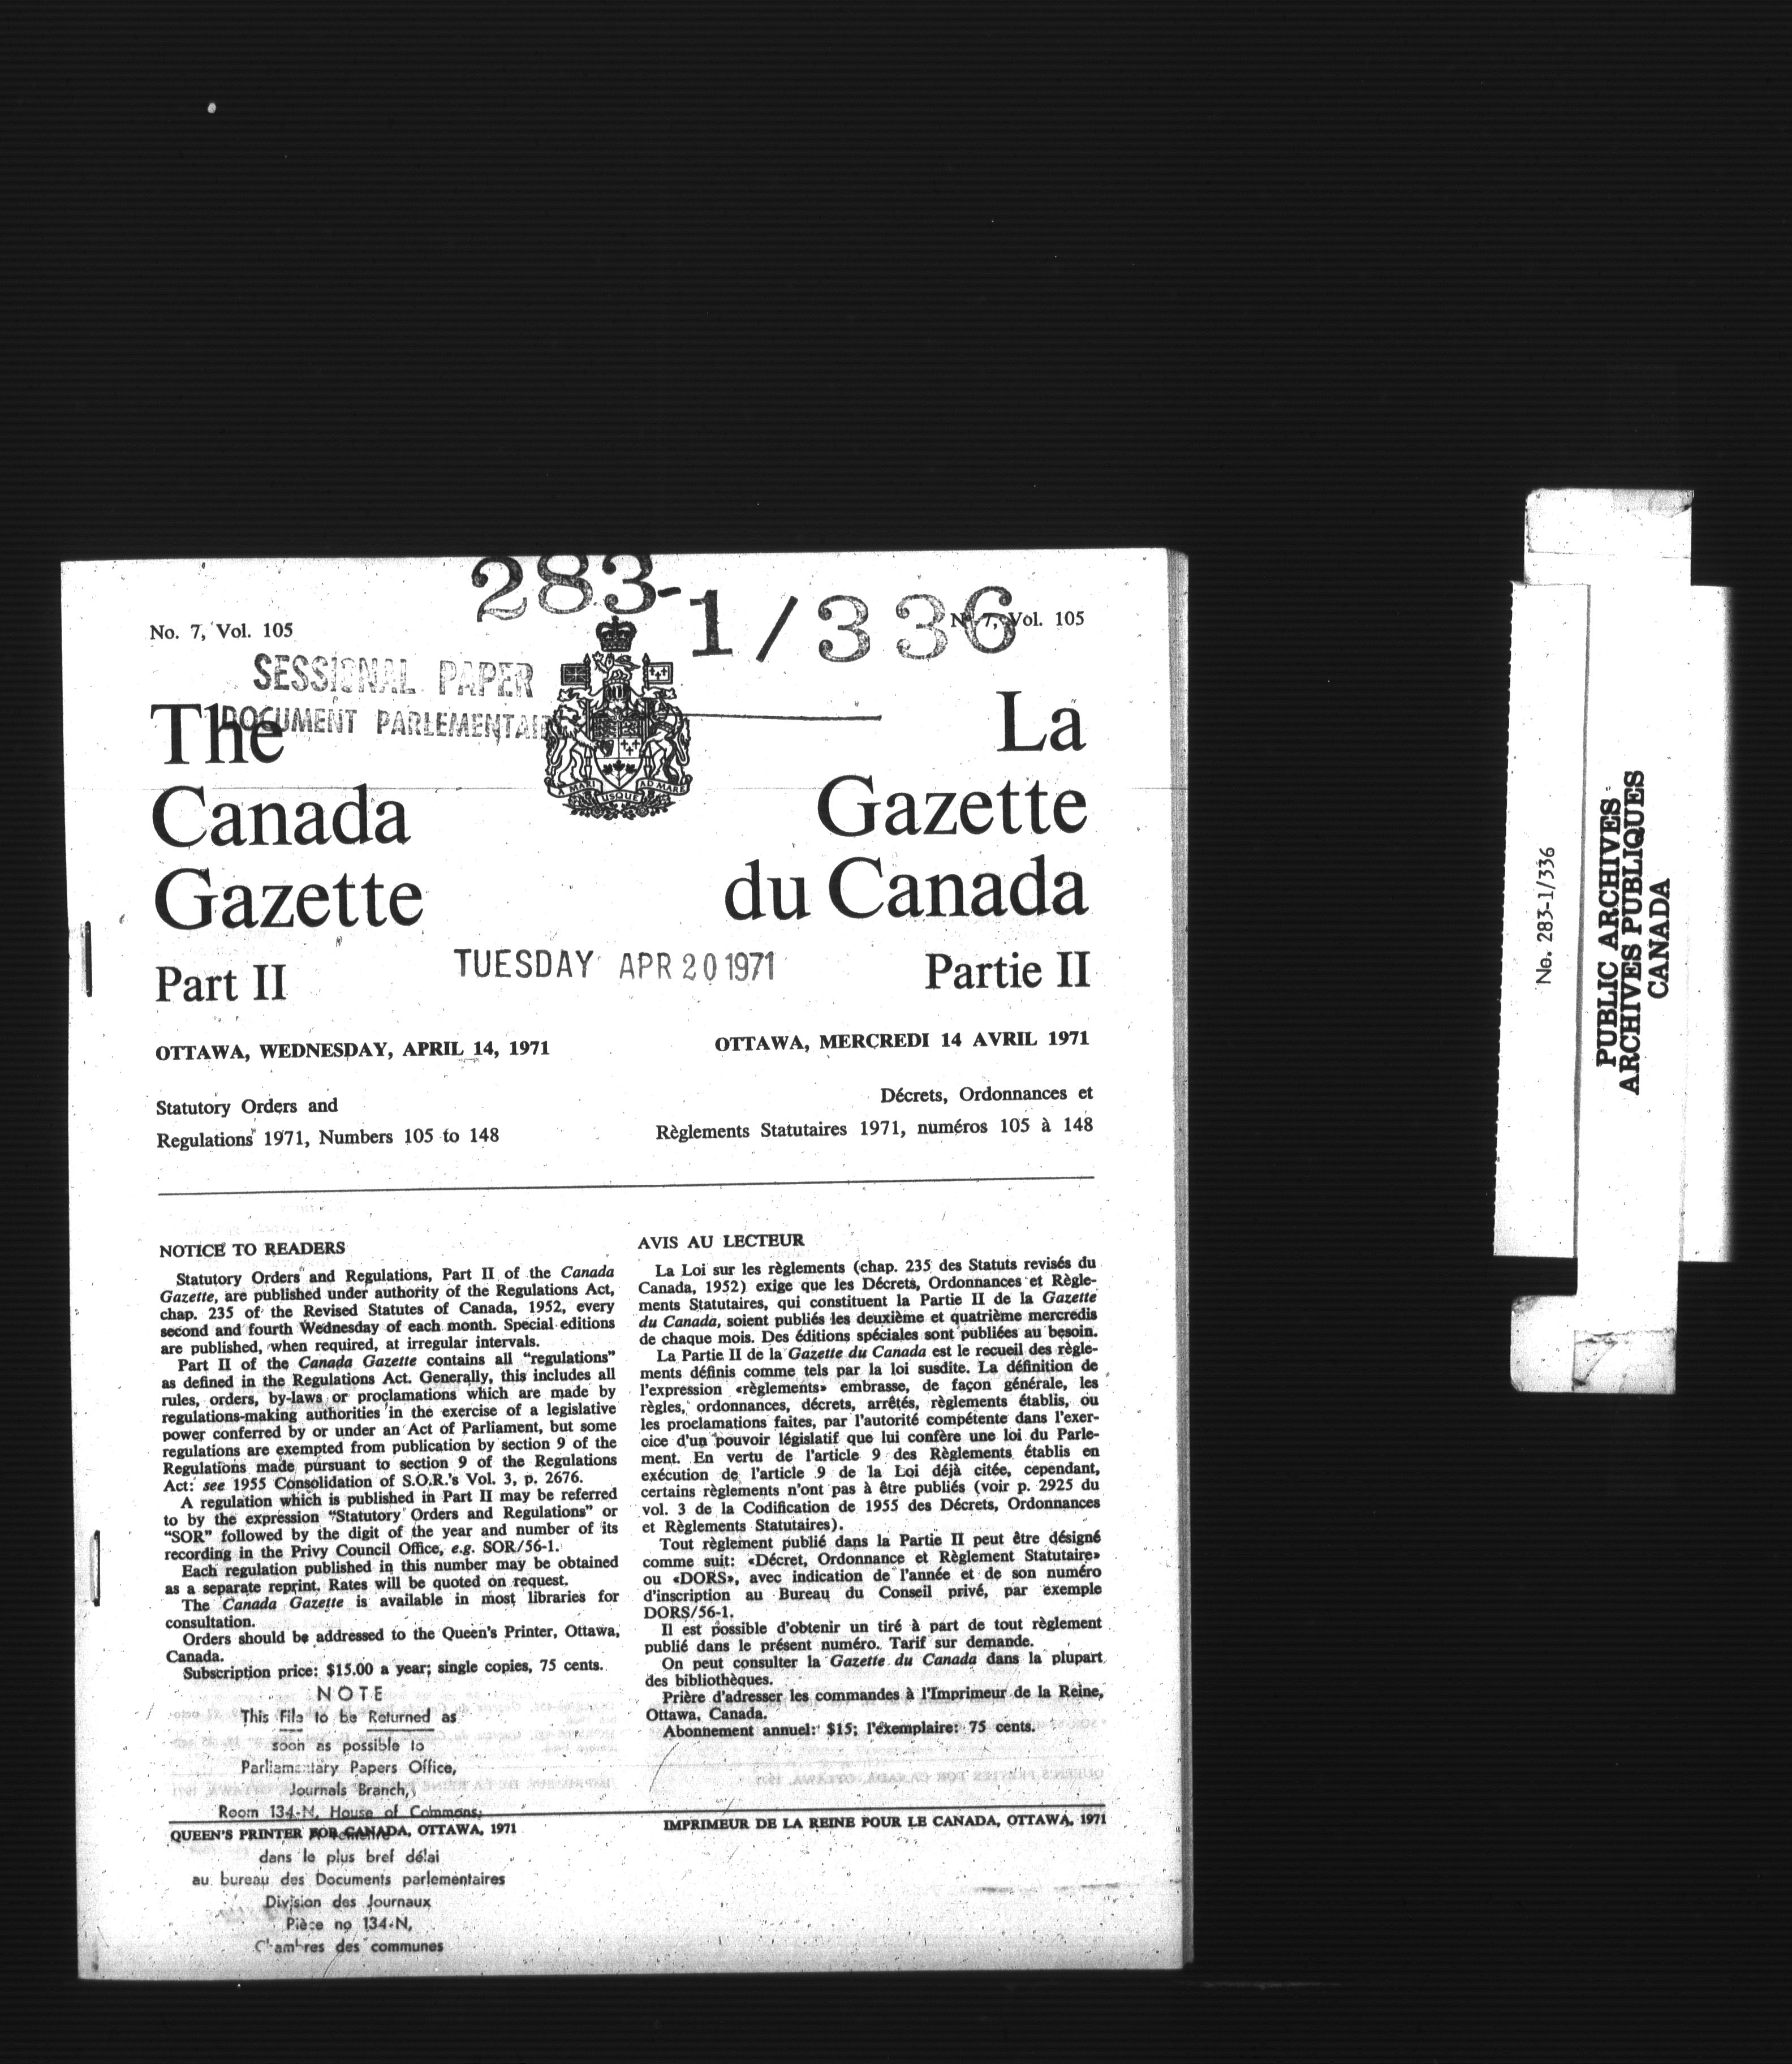 283-1/336
No. 7, Vol. 105
Nº 7, Vol. 105
SESSIONAL PAPER
DOCUMENT PARLEMENTAI
A MARI USQUE AD MARE
The
Canada
Gazette
Part II
La
Gazette
du Canada
Partie II
TUESDAY APR 20 1971
OTTAWA, WEDNESDAY, APRIL 14, 1971
OTTAWA, MERCREDI 14 AVRIL 1971
Statutory Orders and
Regulations 1971, Numbers 105 to 148
Décrets, Ordonnances et
Règlements Statutaires 1971, numéros 105 à 148
NOTICE TO READERS
Statutory Orders and Regulations, Part II of the Canada
Gazette, are published under authority of the Regulations Act,
chap. 235 of the Revised Statutes of Canada, 1952, every
second and fourth Wednesday of each month. Special editions
are published, when required, at irregular intervals.
Part II of the Canada Gazette contains all "regulations"
as defined in the Regulations Act. Generally, this includes all
rules, orders, by-laws or proclamations which are made by
regulations-making authorities in the exercise of a legislative
power conferred by or under an Act of Parliament, but some
regulations are exempted from publication by section 9 of the
Regulations made pursuant to section 9 of the Regulations
Act: see 1955 Consolidation of S.O.R.'s Vol. 3, p. 2676.
A regulation which is published in Part II may be referred
to by the expression "Statutory Orders and Regulations" or
"SOR" followed by the digit of the year and number of its
recording in the Privy Council Office, e.g. SOR/56-1.
Each regulation published in this number may be obtained
as a separate reprint. Rates will be quoted on request.
The Canada Gazette is available in most libraries for
consultation.
Orders should be addressed to the Queen's Printer, Ottawa,
Canada.
Subscription price: $15.00 a year; single copies, 75 cents.
AVIS AU LECTEUR
La Loi sur les règlements (chap. 235 des Statuts revisés du
Canada, 1952) exige que les Décrets, Ordonnances et Règle-
ments Statutaires, qui constituent la Partie II de la Gazette
du Canada, soient publiés les deuxième et quatrième mercredis
de chaque mois. Des éditions spéciales sont publiées au besoin.
La Partie II de la Gazette du Canada est le recueil des règle-
ments définis comme tels par la loi susdite. La définition de
l'expression «règlements» embrasse, de façon générale, les
règles, ordonnances, décrets, arrêtés, règlements établis, ou
les proclamations faites, par l'autorité compétente dans l'exer-
cice d'un pouvoir législatif que lui confère une loi du Parle-
ment. En vertu de l'article 9 des Règlements établis en
exécution de l'article 9 de la Loi déjà citée, cependant,
certains règlements n'ont pas à être publiés (voir p. 2925 du
vol. 3 de la Codification de 1955 des Décrets, Ordonnances
et Règlements Statutaires).
Tout règlement publié dans la Partie II peut être désigné
comme suit: «Décret, Ordonnance et Règlement Statutaire»
ou «DORS», avec indication de l'année et de son numéro
d'inscription au Bureau du Conseil privé, par exemple
DORS/56-1.
Il est possible d'obtenir un tiré à part de tout règlement
publié dans le présent numéro. Tarif sur demande.
On peut consulter la Gazette du Canada dans la plupart
des bibliothèques.
Prière d'adresser les commandes à l'Imprimeur de la Reine,
Ottawa, Canada.
Abonnement annuel: $15; l'exemplaire: 75 cents.
NOTE
This File to be Returned as
soon as possible to
Parliamentary Papers Office,
Journals Branch,
Room 134-N, House of Commons,
QUEEN'S PRINTER FOR CANADA, OTTAWA, 1971
IMPRIMEUR DE LA REINE POUR LE CANADA, OTTAWA, 1971
dans le plus bref délai
au bureau des Documents parlementaires
Division des Journaux
Pièce no 134-N,
Chambres des communes
No. 283-1/336
PUBLIC ARCHIVES
ARCHIVES PUBLIQUES
CANADA